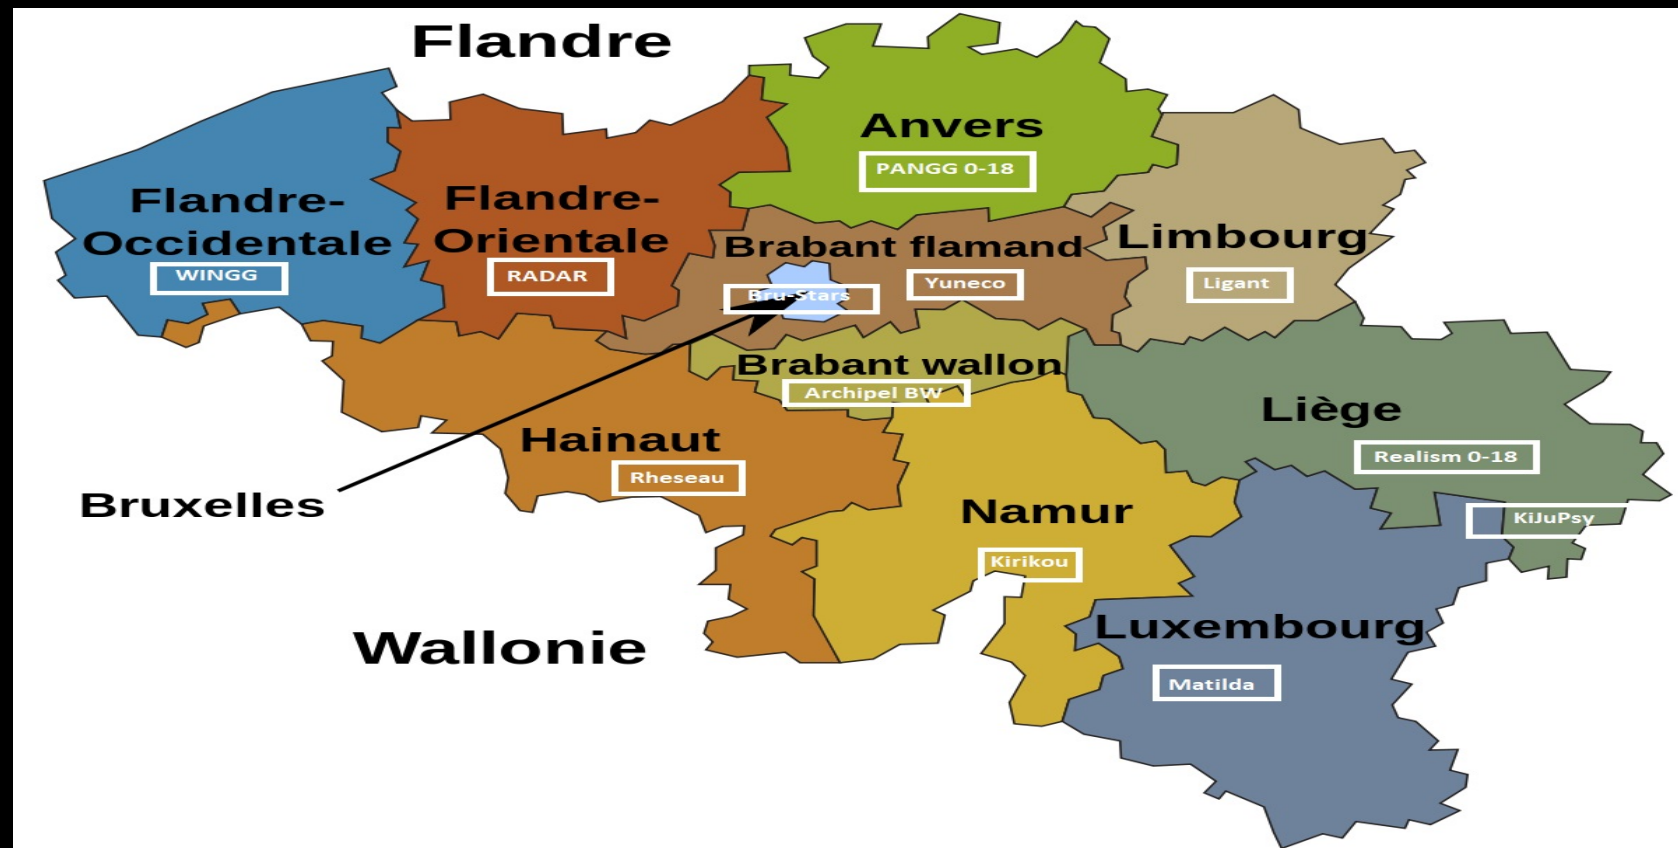 Flandre
Anvers
PANGG 0-18
Flandre-
Occidentale
WINGG
Flandre-
Orientale
RADAR
Brabant flamand
Bru-Stars
Yuneco
Limbourg
Ligant
Brabant wallon
Archipel BW
Liège
Realism 0-18
KiJuPsy
Hainaut
Rheseau
Bruxelles
Namur
Kirikou
Wallonie
Luxembourg
Matilda